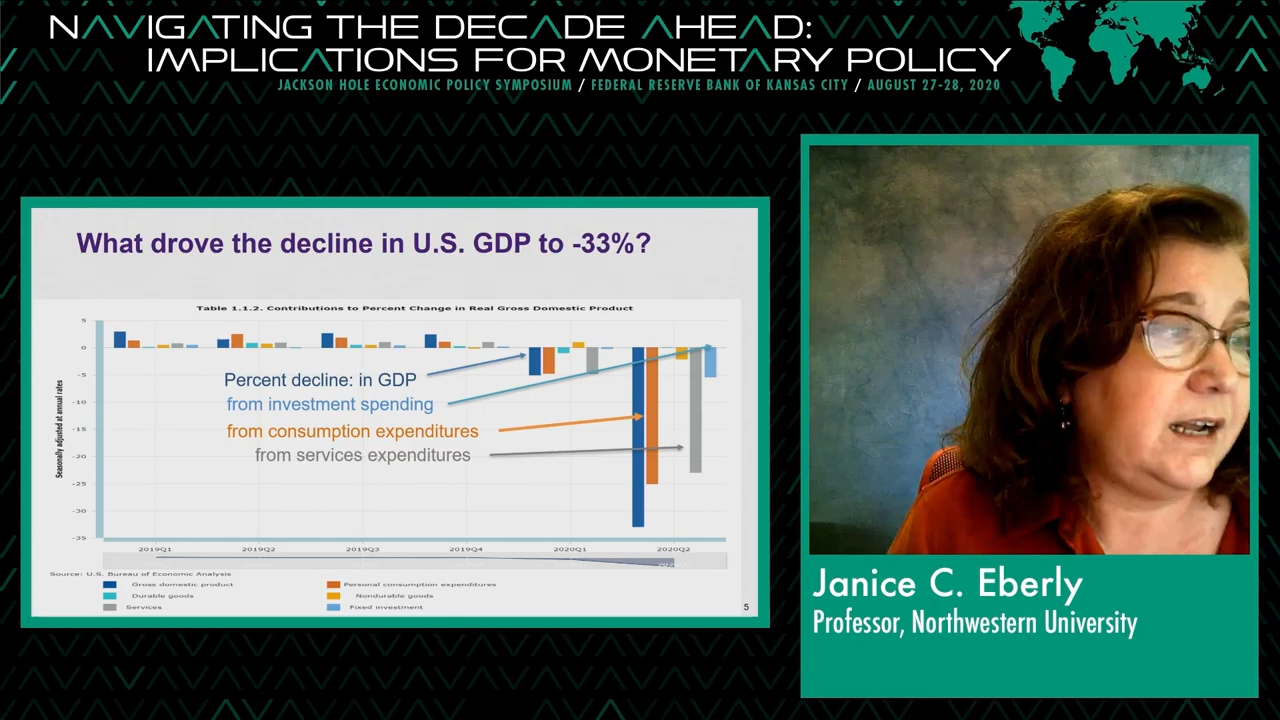 NAVIGATING THE DECADE AHEAD:
IMPLICATIONS FOR MONETARY POLICY
JACKSON HOLE ECONOMIC POLICY SYMPOSIUM / FEDERAL RESERVE BANK OF KANSAS CITY / AUGUST 27-28, 2020
What drove the decline in U.S. GDP to -33%?
Table 1.1.2. Contributions to Percent Change in Real Gross Domestic Product
Seasonally adjusted at annual rates
5
0
-5
-10
-15
-20
-25
-30
-35
Percent decline: in GDP
from investment spending
from consumption expenditures
from services expenditures
2019Q1 2019Q2 2019Q3 2019Q4 2020Q1 2020Q2
Source: U.S. Bureau of Economic Analysis
Gross domestic product Personal consumption expenditures
Durable goods Nondurable goods
Services Fixed investment
5
Janice C. Eberly
Professor, Northwestern University